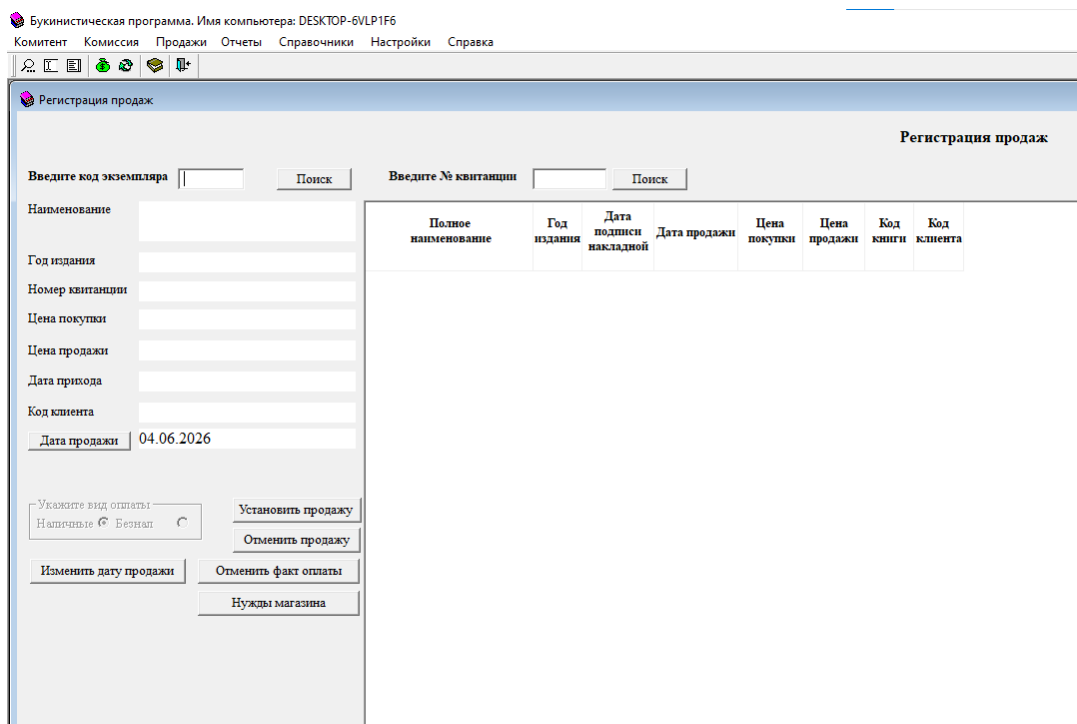 Букинистическая программа. Имя компьютера: DESKTOP-6VLP1F6
Комитент Комиссия Продажи Отчеты Справочники Настройки Справка
Регистрация продаж
Регистрация продаж
Введите код экземпляра Поиск Введите № квитанции Поиск
Наименование
Полное наименование Год издания Дата подписи накладной Дата продажи Цена покупки Цена продажи Код книги Код клиента
Год издания
Номер квитанции
Цена покупки
Цена продажи
Дата прихода
Код клиента
Дата продажи 04.06.2026
Укажите вид оплаты
Наличные Безнал
Установить продажу
Отменить продажу
Изменить дату продажи Отменить факт оплаты
Нужды магазина